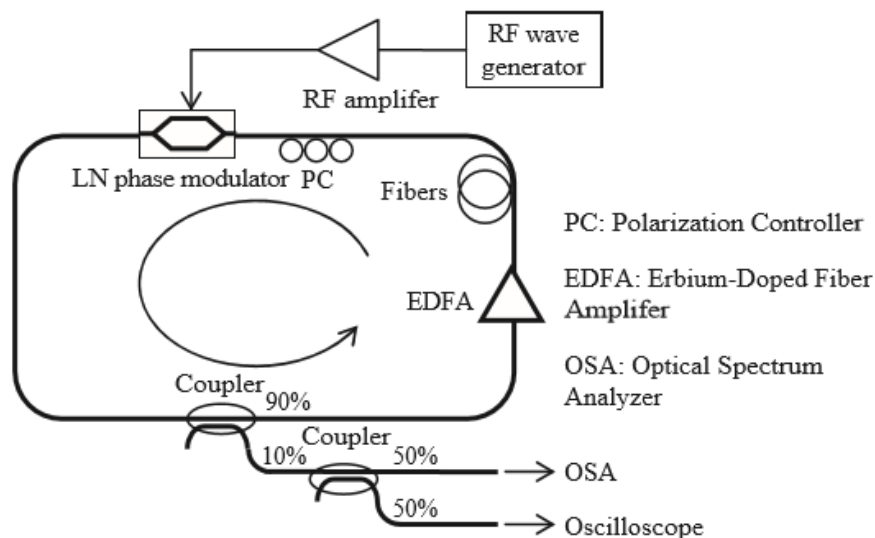 RF wave
generator
RF amplifer
LN phase modulator
PC
Fibers
PC: Polarization Controller
EDFA
EDFA: Erbium-Doped Fiber
Amplifer
OSA: Optical Spectrum
Analyzer
Coupler
90%
Coupler
10%
50%
OSA
50%
Oscilloscope